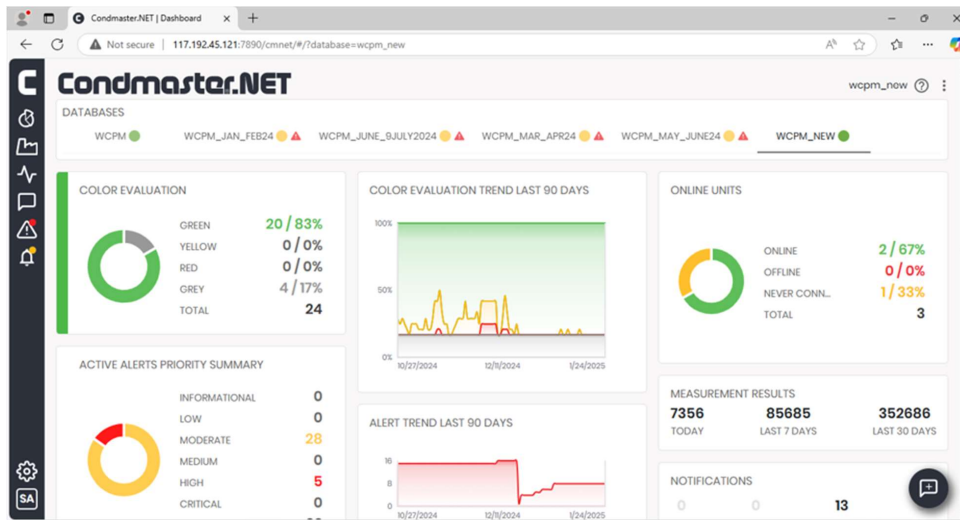 Condmaster.NET | Dashboard
Not secure | 117.192.45.121:7890/cmnet/#/?database=wcpm_new
Condmaster.NET
wcpm_new
DATABASES
WCPM
WCPM_JAN_FEB24
WCPM_JUNE_9JULY2024
WCPM_MAR_APR24
WCPM_MAY_JUNE24
WCPM_NEW
COLOR EVALUATION
GREEN 20 / 83%
YELLOW 0 / 0%
RED 0 / 0%
GREY 4 / 17%
TOTAL 24
COLOR EVALUATION TREND LAST 90 DAYS
100%
50%
0%
10/27/2024 12/11/2024 1/24/2025
ONLINE UNITS
ONLINE 2 / 67%
OFFLINE 0 / 0%
NEVER CONN... 1 / 33%
TOTAL 3
ACTIVE ALERTS PRIORITY SUMMARY
INFORMATIONAL 0
LOW 0
MODERATE 28
MEDIUM 0
HIGH 5
CRITICAL 0
ALERT TREND LAST 90 DAYS
16
8
0
10/27/2024 12/11/2024 1/24/2025
MEASUREMENT RESULTS
7356 85685 352686
TODAY LAST 7 DAYS LAST 30 DAYS
NOTIFICATIONS
0 0 13
SA